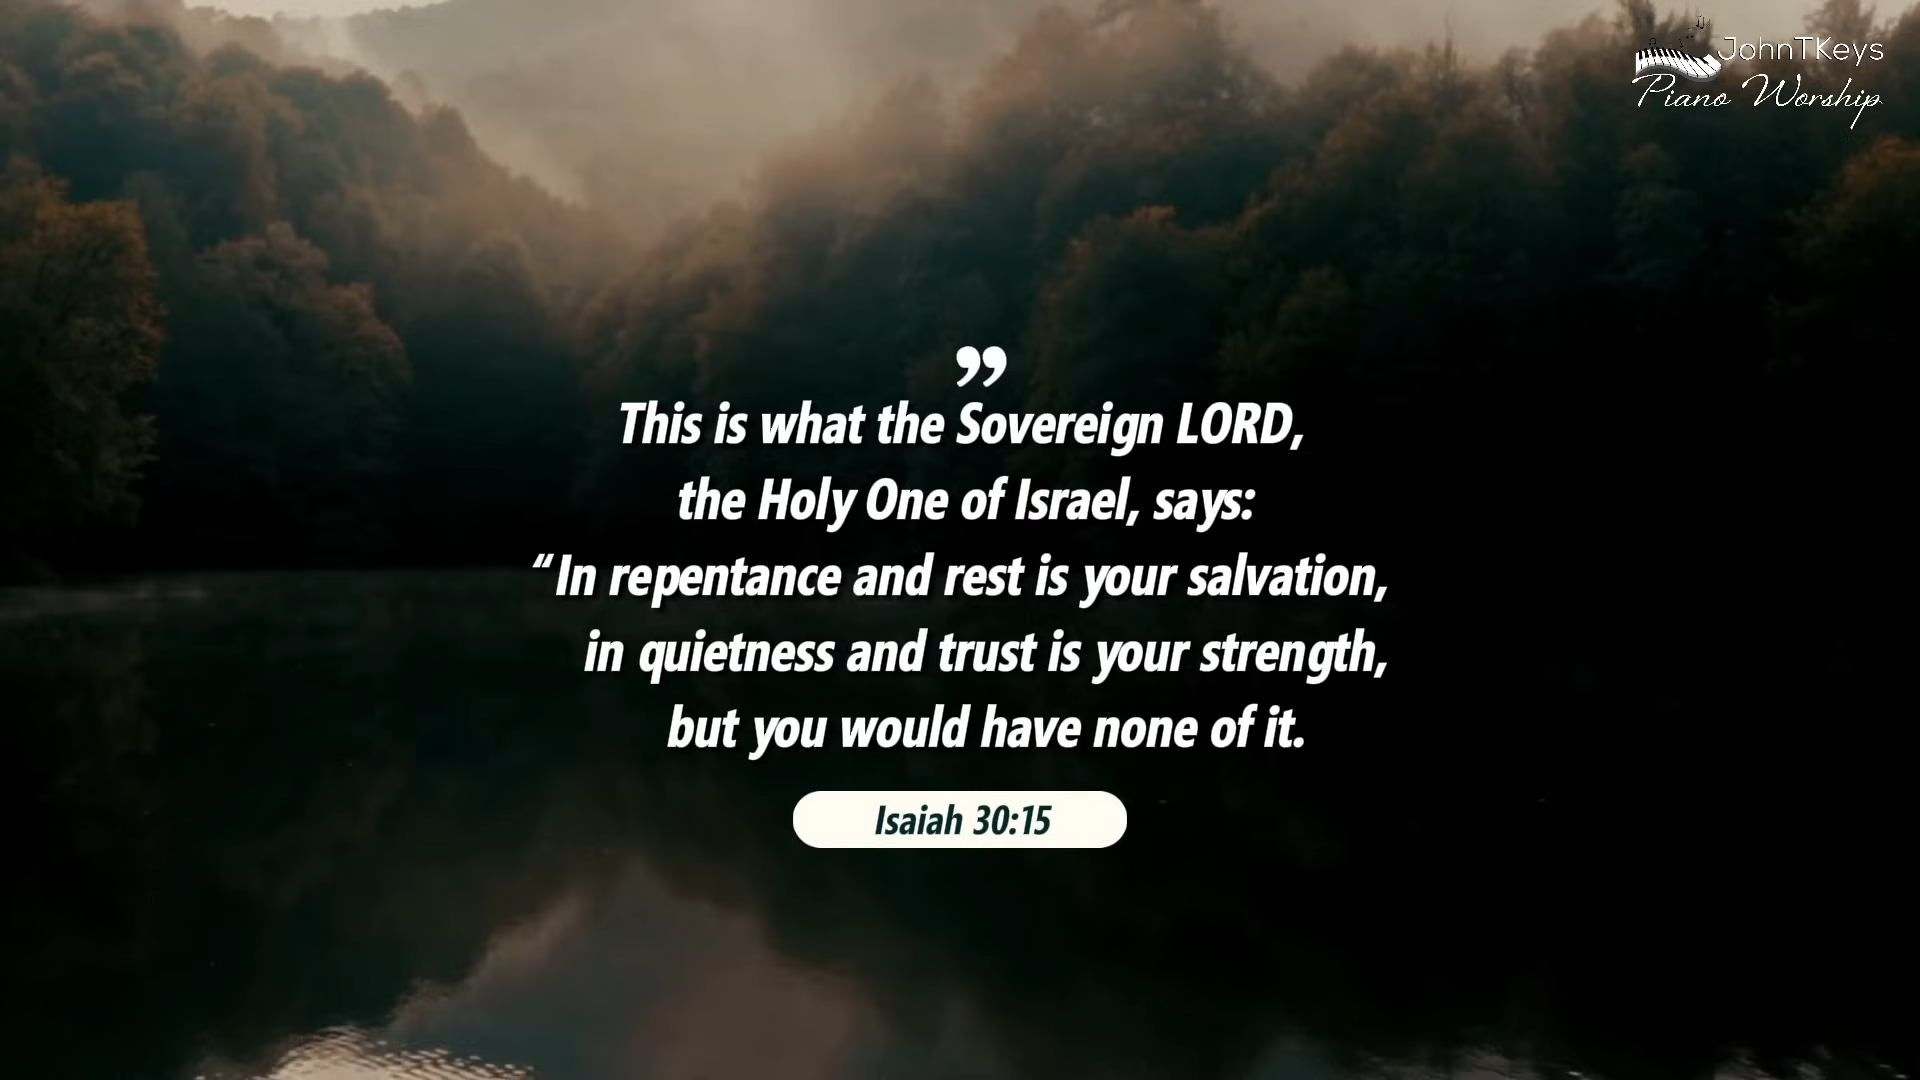 JohnTKeys
Piano Worship
”
This is what the Sovereign LORD,
the Holy One of Israel, says:
“In repentance and rest is your salvation,
in quietness and trust is your strength,
but you would have none of it.
Isaiah 30:15